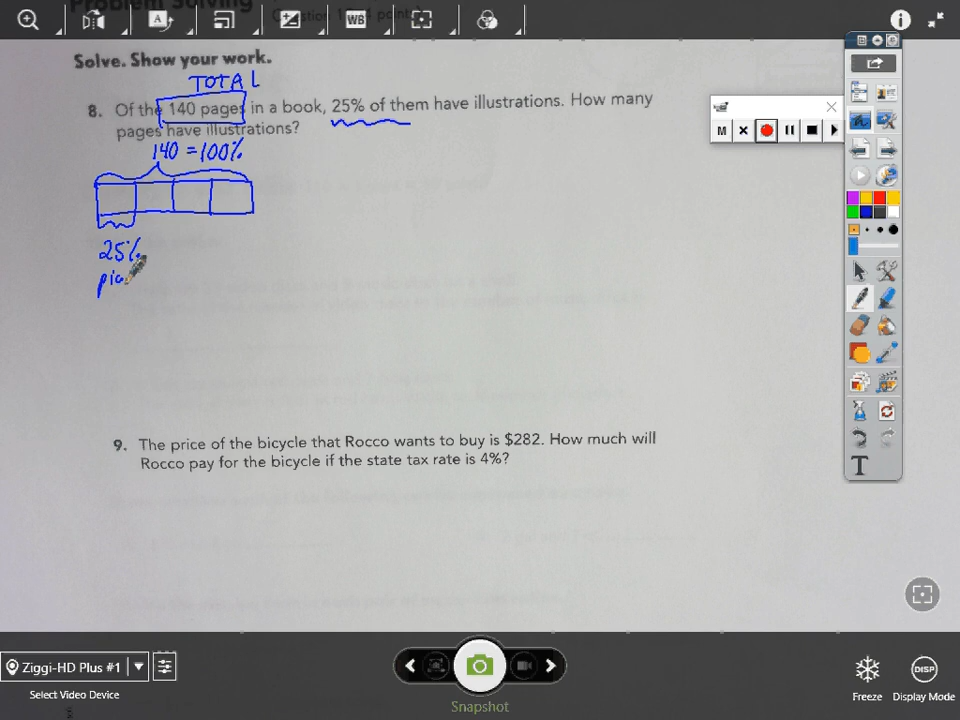 Problem Solving
WB
Solve. Show your work.
TOTAL
8. Of the 140 pages in a book, 25% of them have illustrations. How many
pages have illustrations?
140 = 100%
25%
pic
M
T
9. The price of the bicycle that Rocco wants to buy is $282. How much will
Rocco pay for the bicycle if the state tax rate is 4%?
Ziggi-HD Plus #1
Select Video Device
Snapshot
Freeze
DISP
Display Mode